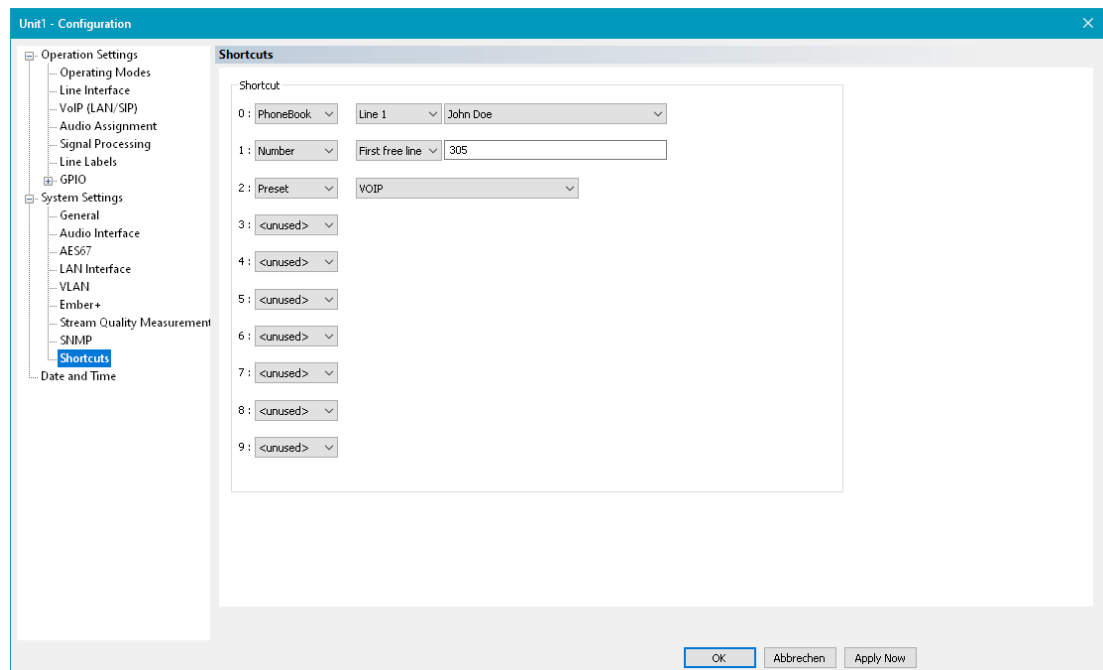 Unit1 - Configuration
Operation Settings
Operating Modes
Line Interface
VoIP (LAN/SIP)
Audio Assignment
Signal Processing
Line Labels
GPIO
System Settings
General
Audio Interface
AES67
LAN Interface
VLAN
Ember+
Stream Quality Measurement
SNMP
Shortcuts
Date and Time
Shortcuts
Shortcut
0 : PhoneBook Line 1 John Doe
1 : Number First free line 305
2 : Preset VOIP
3 : <unused>
4 : <unused>
5 : <unused>
6 : <unused>
7 : <unused>
8 : <unused>
9 : <unused>
OK Abbrechen Apply Now